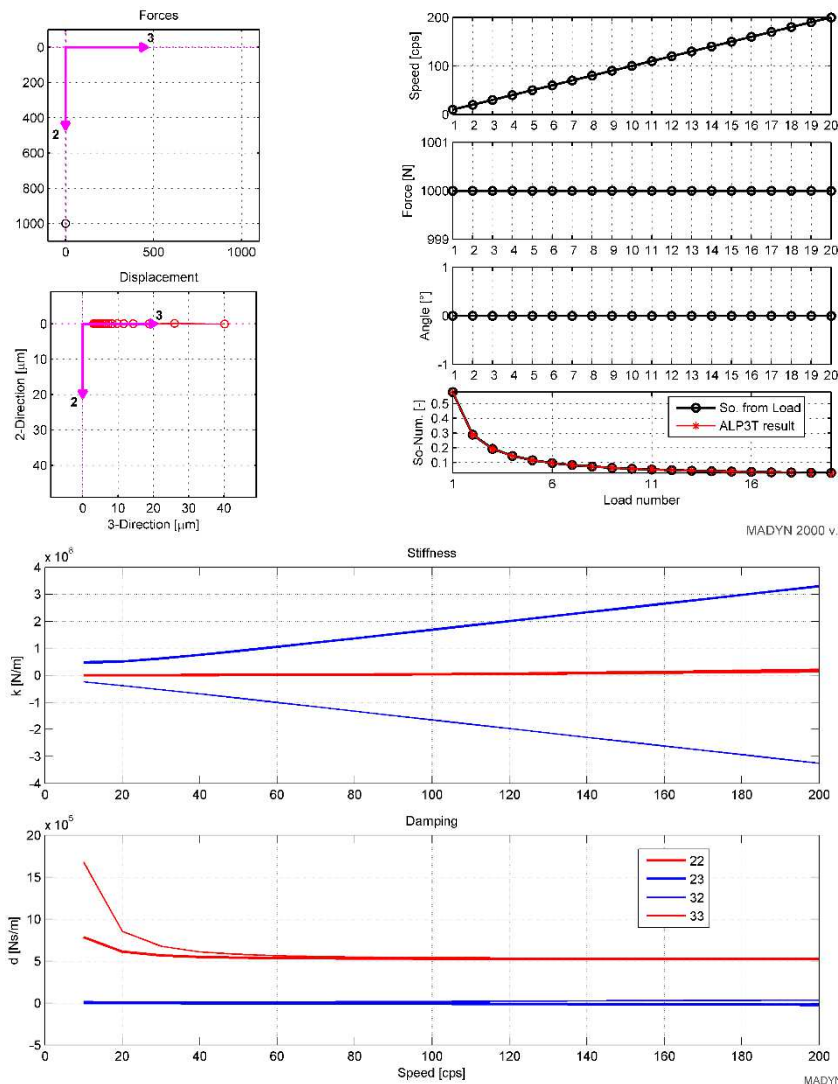 Forces
0
200
400
600
800
1000
3
2
0 500 1000
Displacement
2-Direction [μm]
0
10
20
30
40
3
2
0 10 20 30 40
3-Direction [μm]
Speed [cps]
200
100
0
1 2 3 4 5 6 7 8 9 10 11 12 13 14 15 16 17 18 19 20
Force [N]
1001
1000
999
1 2 3 4 5 6 7 8 9 10 11 12 13 14 15 16 17 18 19 20
Angle [°]
1
0
-1
1 2 3 4 5 6 7 8 9 10 11 12 13 14 15 16 17 18 19 20
So-Num. [-]
0.5
0.4
0.3
0.2
0.1
So. from Load
ALP3T result
1 6 11 16
Load number
MADYN 2000 v.
Stiffness
x 10⁶
k [N/m]
4
3
2
1
0
-1
-2
-3
-4
0 20 40 60 80 100 120 140 160 180 200
Damping
x 10⁵
d [Ns/m]
20
15
10
5
0
-5
22
23
32
33
0 20 40 60 80 100 120 140 160 180 200
Speed [cps]
MADYN